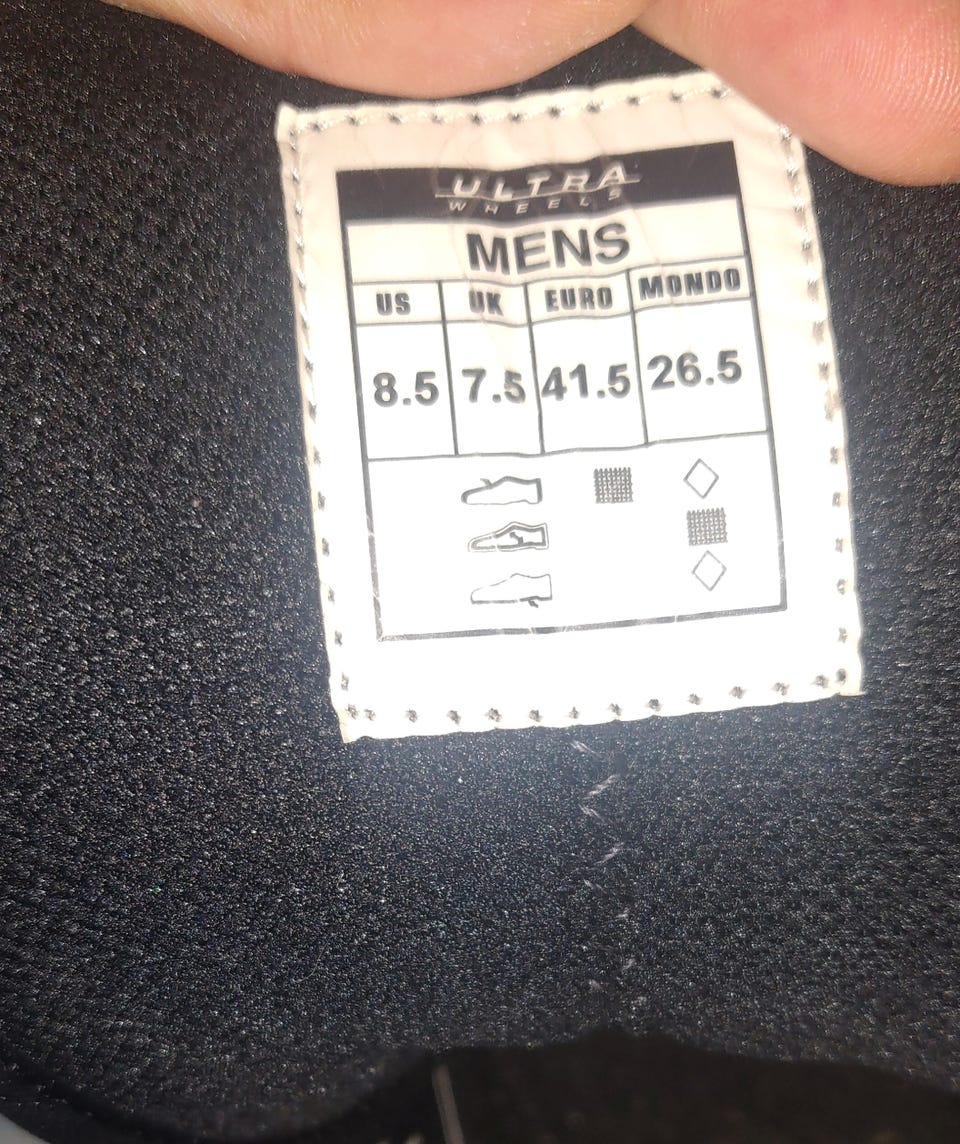 ULTRA
WHEELS
MENS
US UK EURO MONDO
8.5 7.5 41.5 26.5